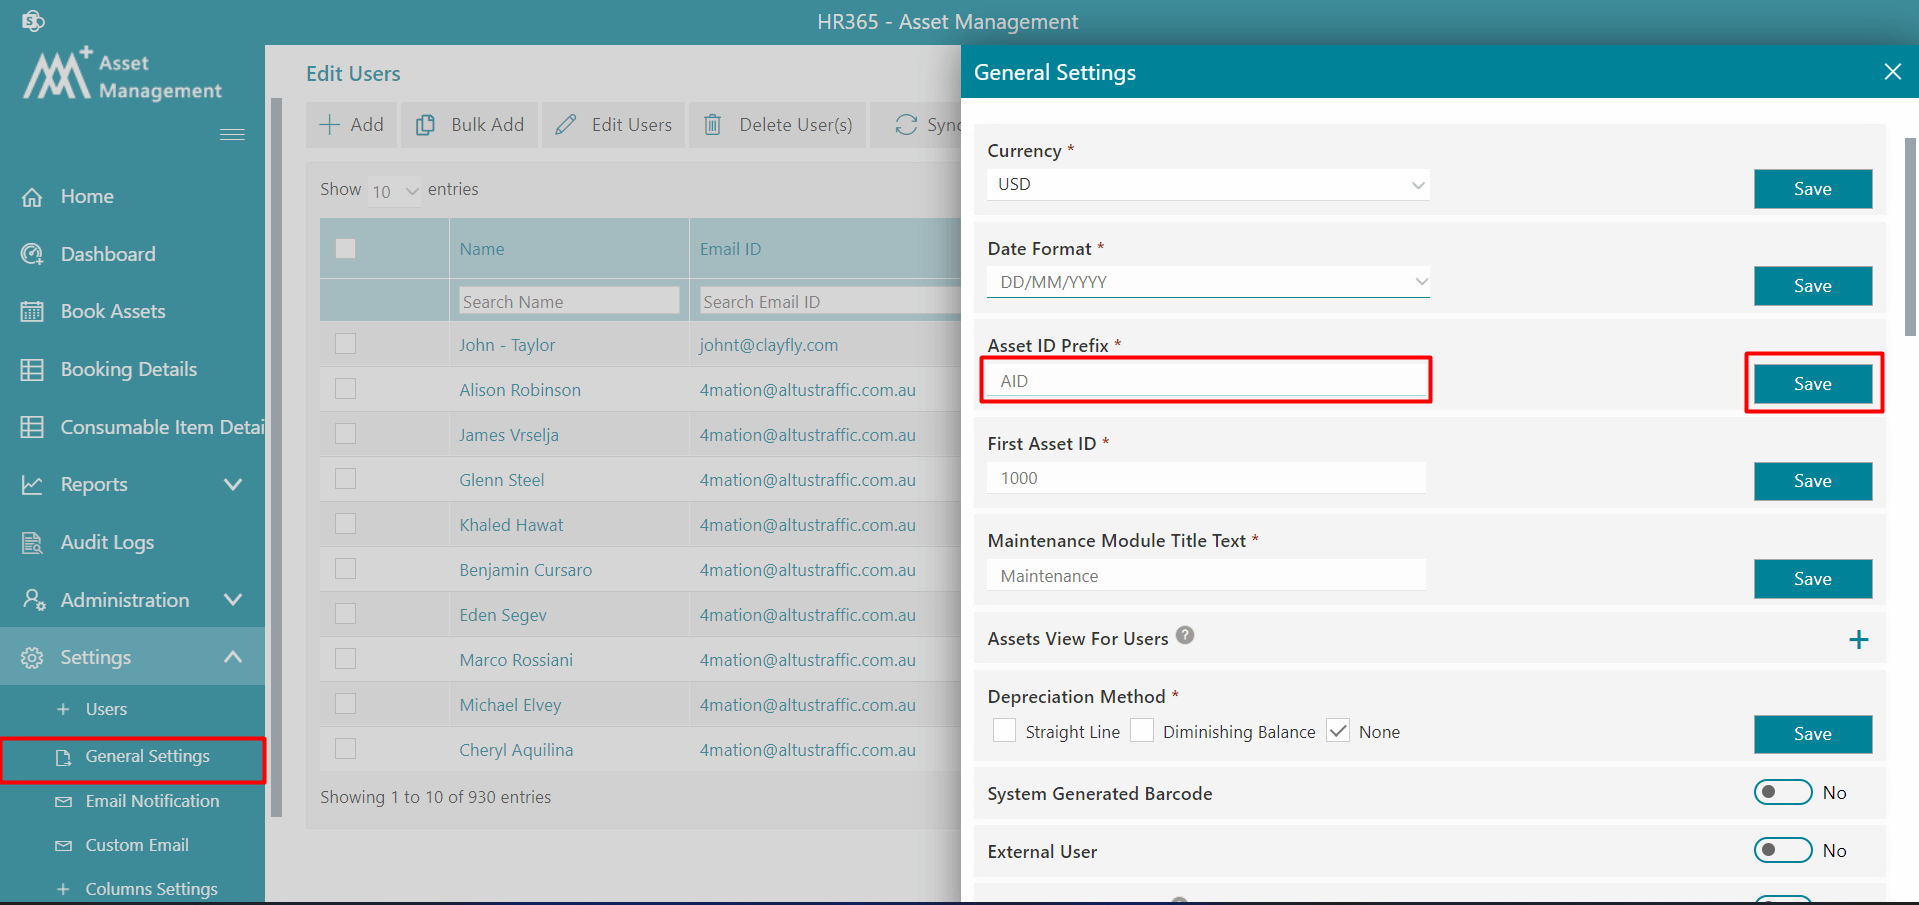 HR365 - Asset Management
Asset
Management
Home
Dashboard
Book Assets
Booking Details
Consumable Item Detai
Reports
Audit Logs
Administration
Settings
Users
General Settings
Email Notification
Custom Email
Columns Settings
Edit Users
Add
Bulk Add
Edit Users
Delete User(s)
Sync
Show 10 entries
Name Email ID
Search Name Search Email ID
John - Taylor johnt@clayfly.com
Alison Robinson 4mation@altustraffic.com.au
James Vrselja 4mation@altustraffic.com.au
Glenn Steel 4mation@altustraffic.com.au
Khaled Hawat 4mation@altustraffic.com.au
Benjamin Cursaro 4mation@altustraffic.com.au
Eden Segev 4mation@altustraffic.com.au
Marco Rossiani 4mation@altustraffic.com.au
Michael Elvey 4mation@altustraffic.com.au
Cheryl Aquilina 4mation@altustraffic.com.au
Showing 1 to 10 of 930 entries
General Settings
Currency *
USD
Save
Date Format *
DD/MM/YYYY
Save
Asset ID Prefix *
AID
Save
First Asset ID *
1000
Save
Maintenance Module Title Text *
Maintenance
Save
Assets View For Users ?
Depreciation Method *
Straight Line Diminishing Balance None
Save
System Generated Barcode No
External User No